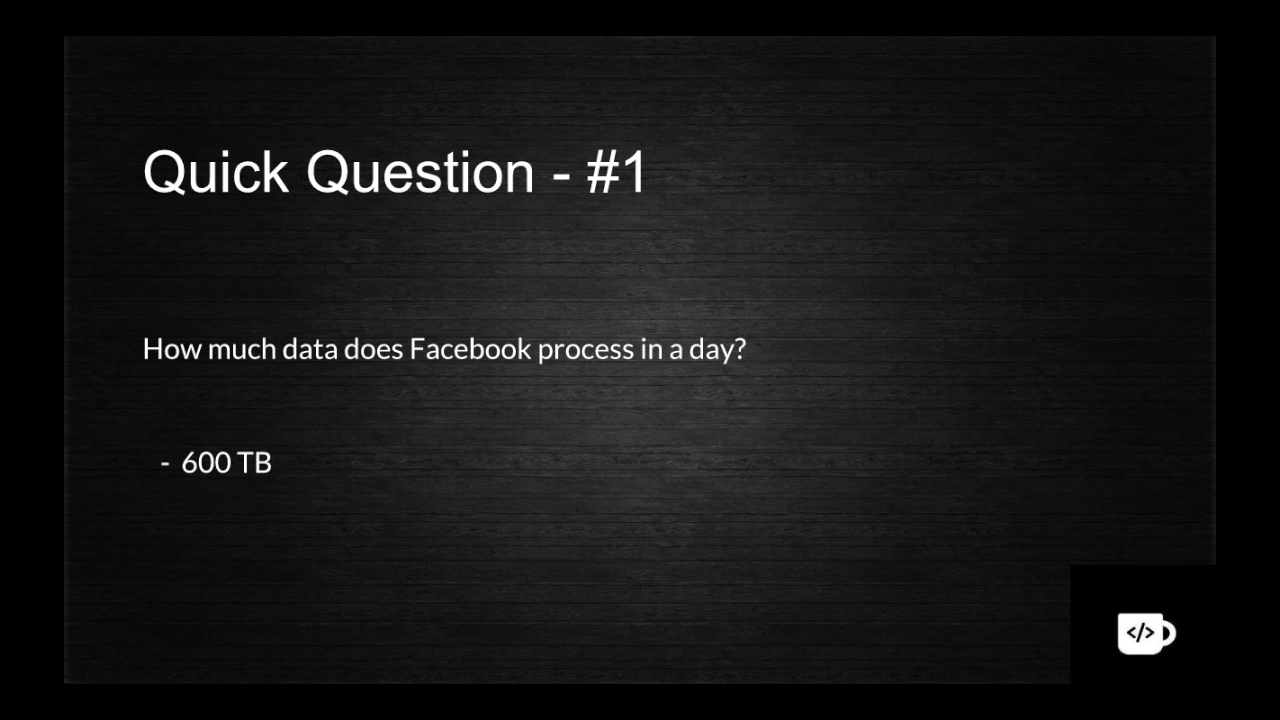 Quick Question - #1
How much data does Facebook process in a day?
- 600 TB
</>